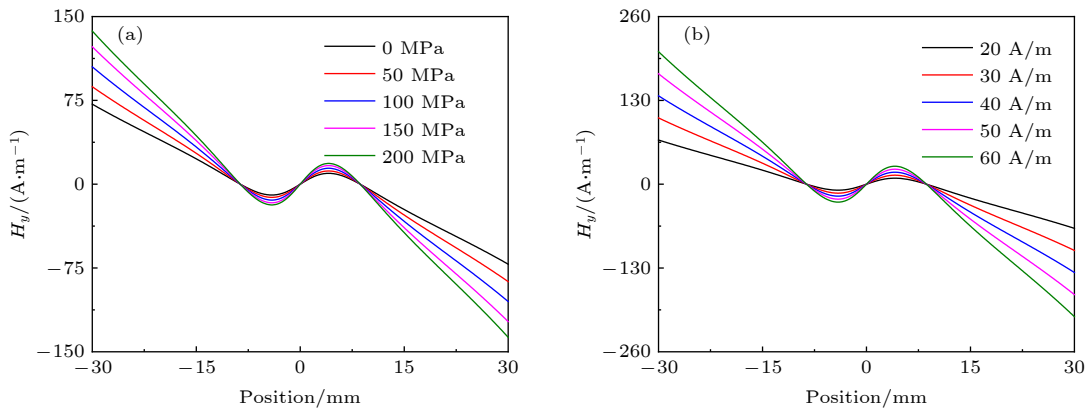 (a)
150
75
0
−75
−150
0 MPa
50 MPa
100 MPa
150 MPa
200 MPa
H_y/(A·m⁻¹)
−30 −15 0 15 30
Position/mm
(b)
260
130
0
−130
−260
20 A/m
30 A/m
40 A/m
50 A/m
60 A/m
H_y/(A·m⁻¹)
−30 −15 0 15 30
Position/mm